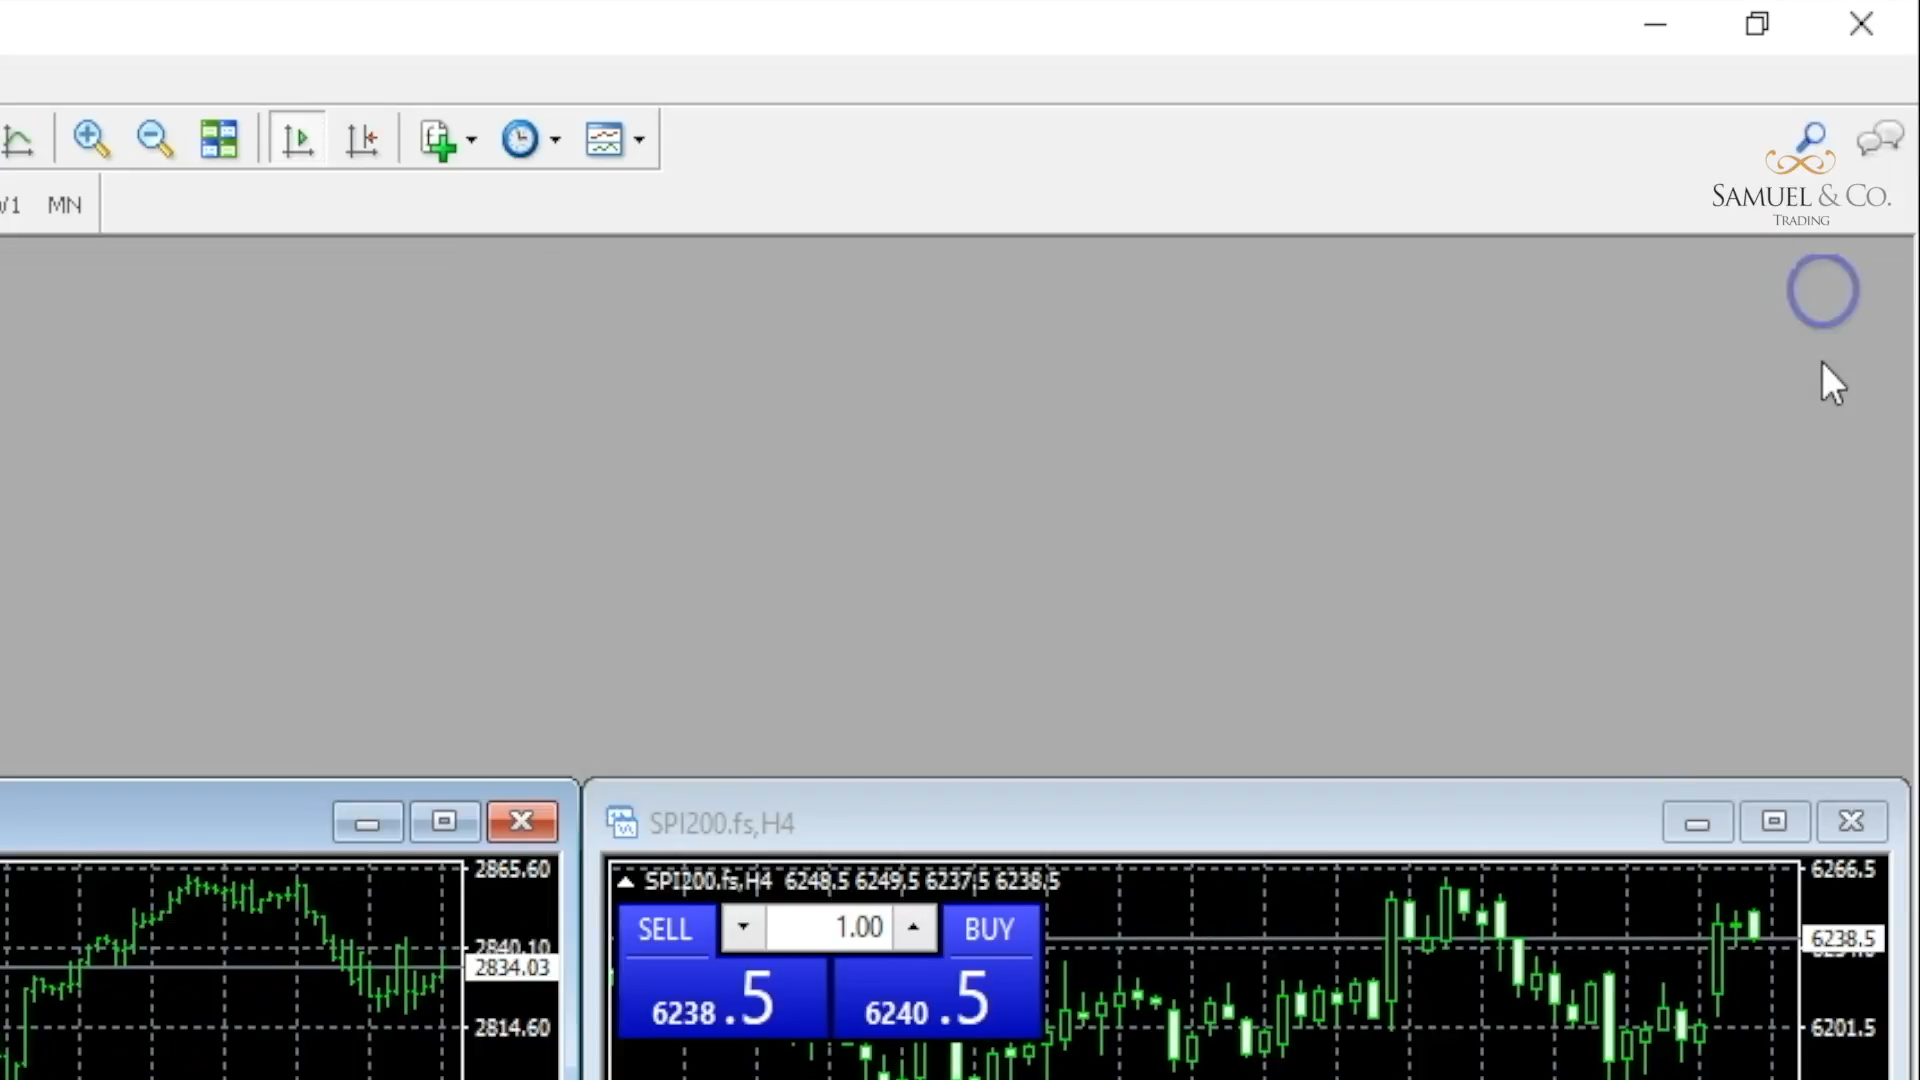 MN
SAMUEL & CO.
TRADING
SPI200.fs,H4
2865.60
2840.10
2834.03
2814.60
SPI200.fs,H4 6248.5 6249.5 6237.5 6238.5
SELL
1.00
BUY
6238.5
6240.5
6266.5
6238.5
6201.5